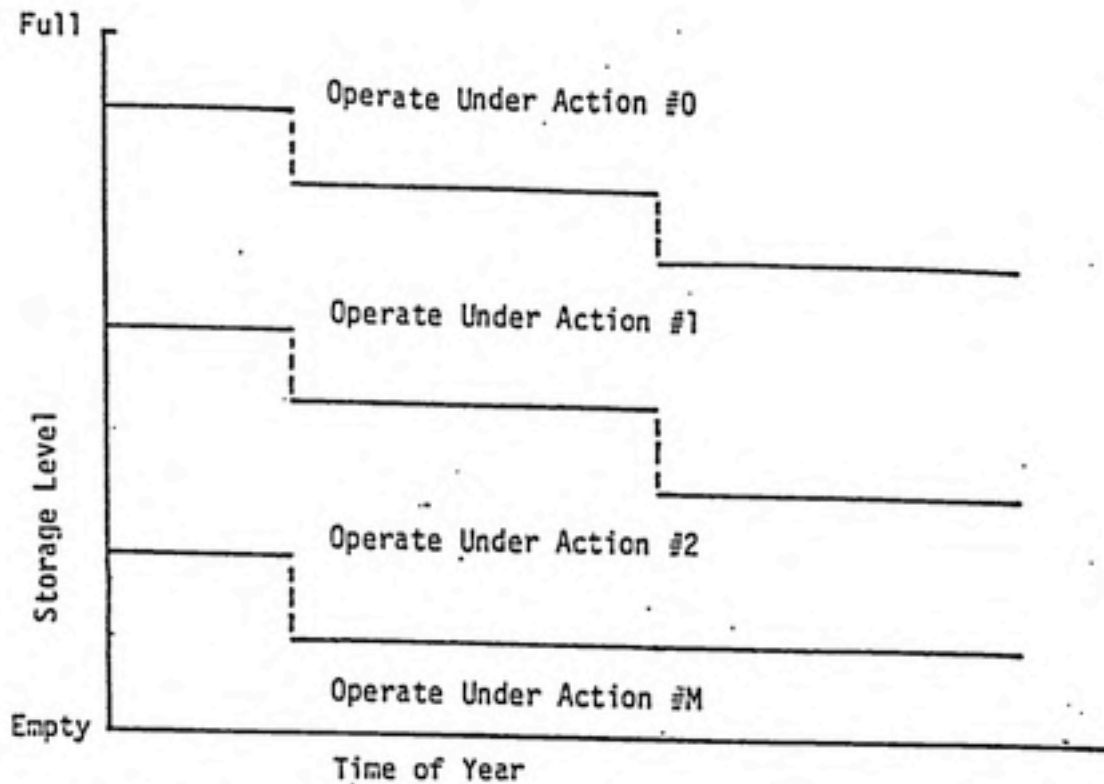 Full
Operate Under Action #0
Operate Under Action #1
Storage Level
Operate Under Action #2
Operate Under Action #M
Empty
Time of Year